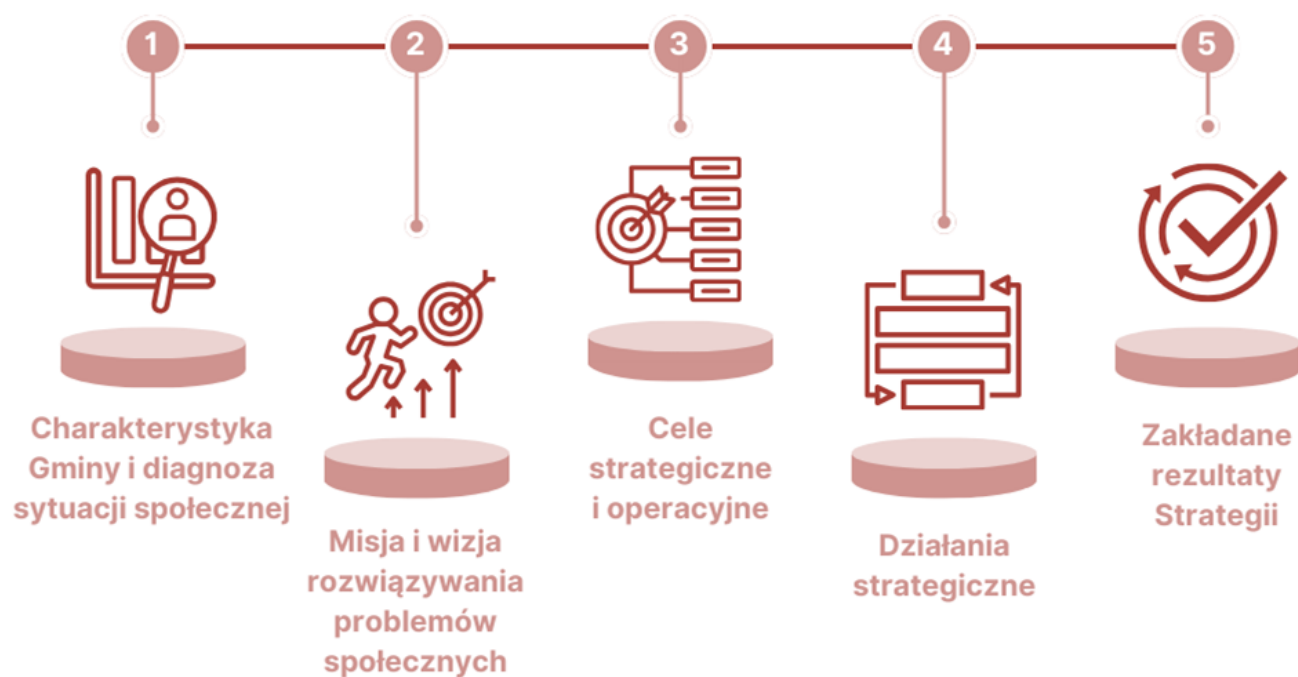 1
2
3
4
5
Charakterystyka
Gminy i diagnoza
sytuacji społecznej
Misja i wizja
rozwiązywania
problemów
społecznych
Cele
strategiczne
i operacyjne
Działania
strategiczne
Zakładane
rezultaty
Strategii